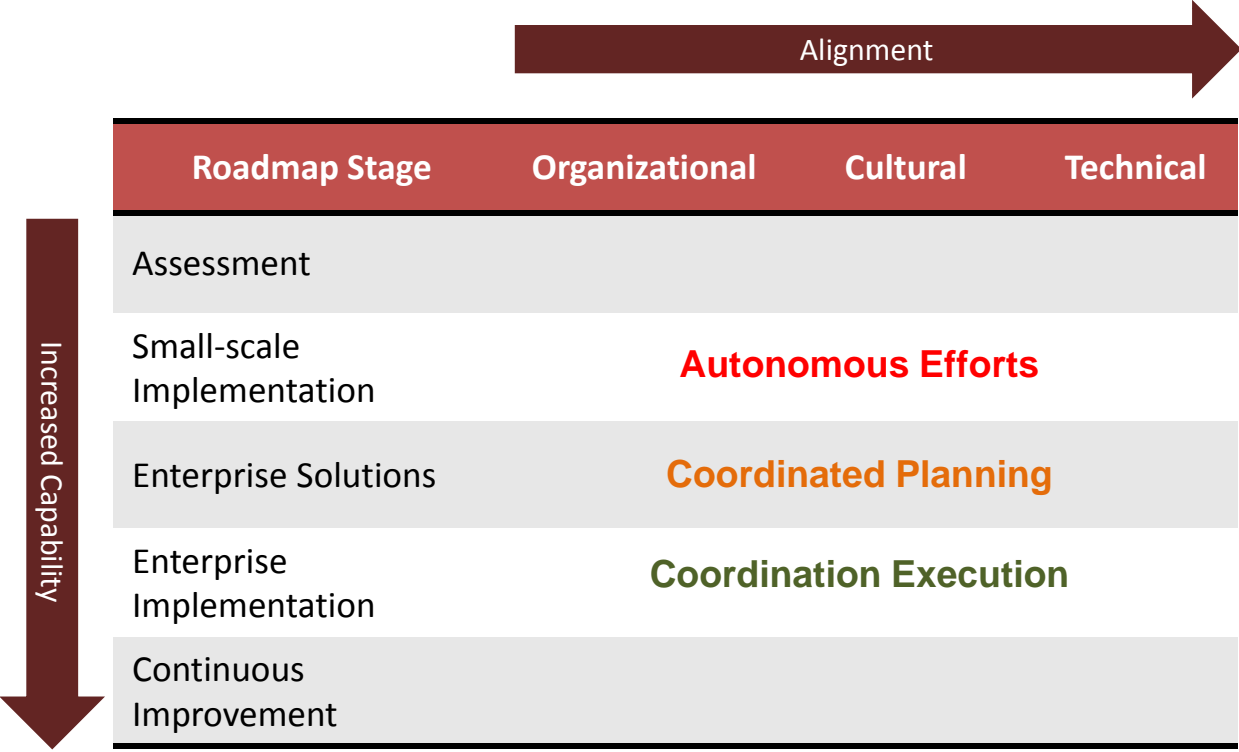 Alignment
Roadmap Stage Organizational Cultural Technical
Increased Capability
Assessment
Small-scale
Implementation
Autonomous Efforts
Enterprise Solutions
Coordinated Planning
Enterprise
Implementation
Coordination Execution
Continuous
Improvement